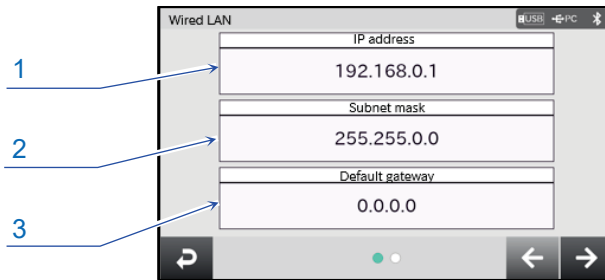 Wired LAN
USB PC
IP address
1
192.168.0.1
Subnet mask
2
255.255.0.0
Default gateway
3
0.0.0.0